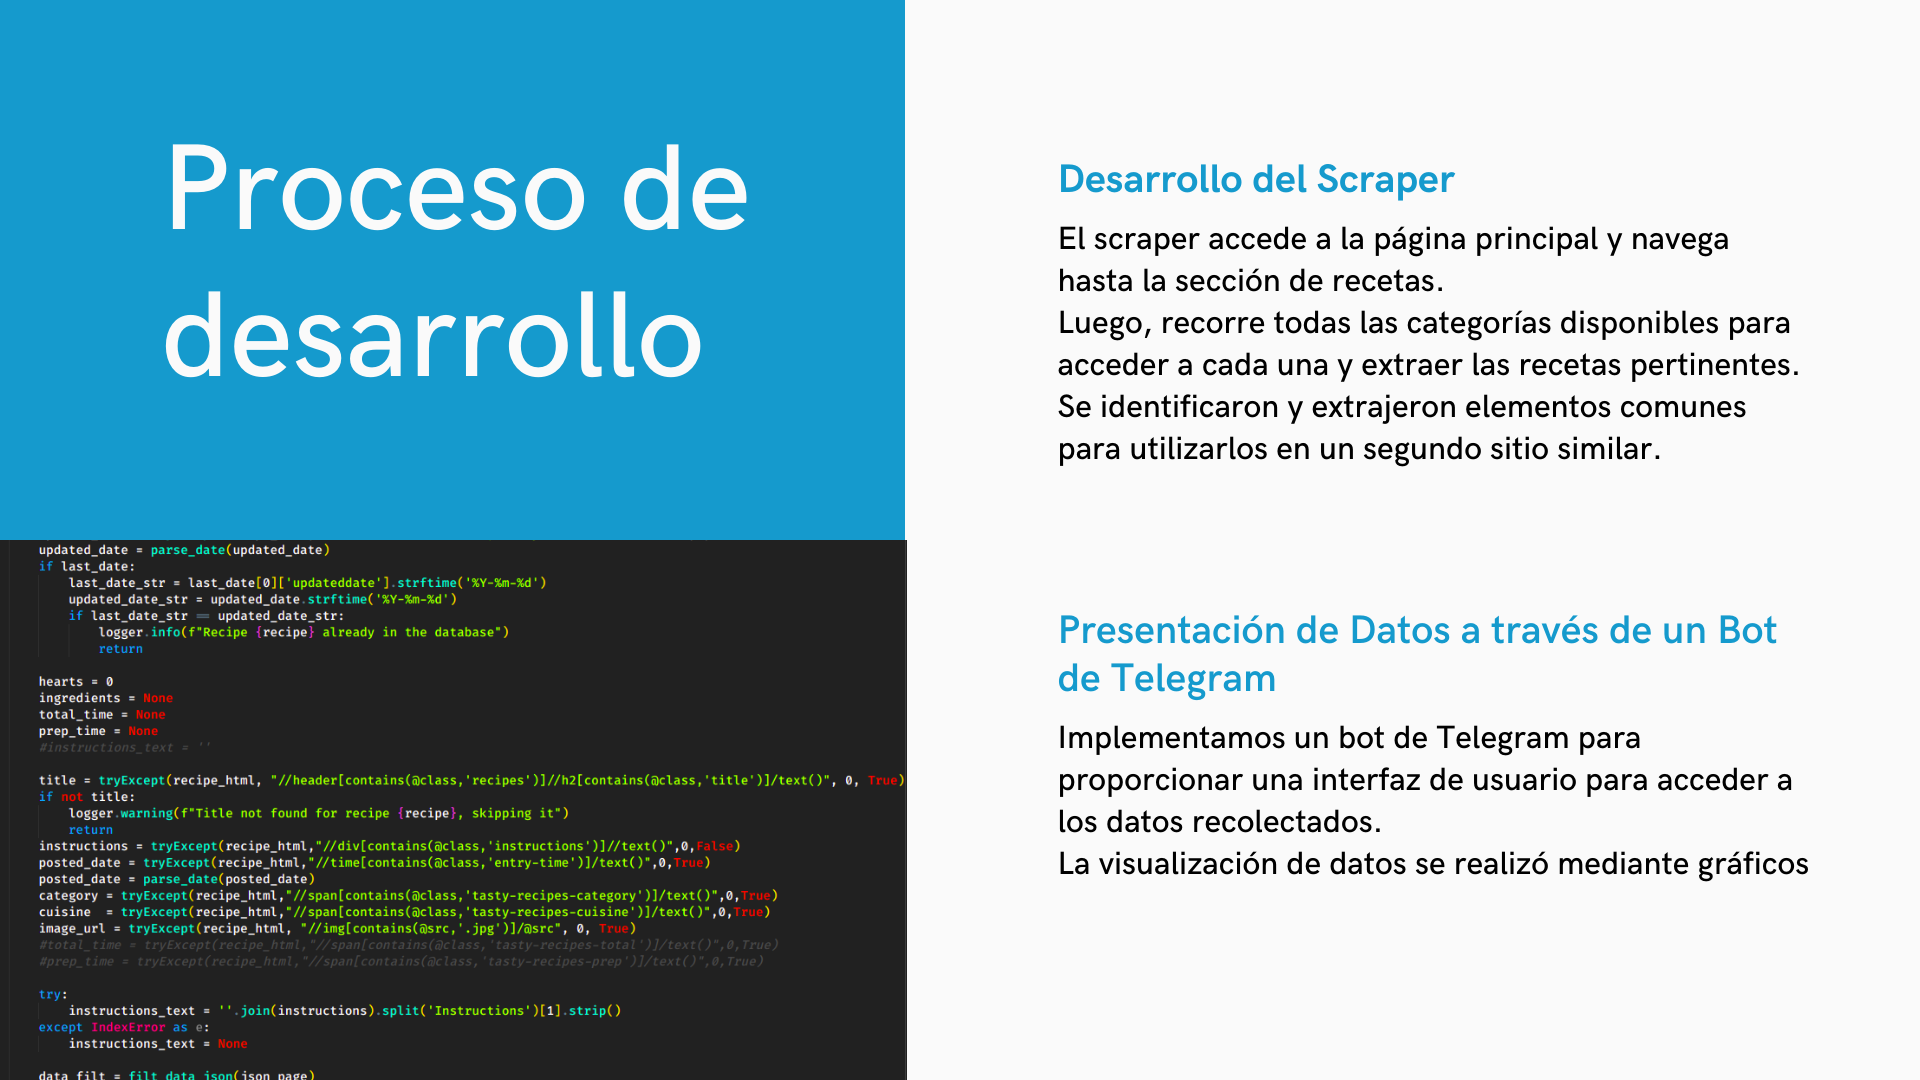 Proceso de
desarrollo
updated_date = parse_date(updated_date)
if last_date:
last_date_str = last_date[0]['updateddate'].strftime('%Y-%m-%d')
updated_date_str = updated_date.strftime('%Y-%m-%d')
if last_date_str == updated_date_str:
logger.info(f"Recipe {recipe} already in the database")
return
hearts = 0
ingredients = None
total_time = None
prep_time = None
#instructions_text = ''
title = tryExcept(recipe_html, "//header[contains(@class,'recipes')]//h2[contains(@class,'title')]/text()", 0, True)
if not title:
logger.warning(f"Title not found for recipe {recipe}, skipping it")
return
instructions = tryExcept(recipe_html,"//div[contains(@class,'instructions')]//text()",0,False)
posted_date = tryExcept(recipe_html,"//time[contains(@class,'entry-time')]/text()",0,True)
posted_date = parse_date(posted_date)
category = tryExcept(recipe_html,"//span[contains(@class,'tasty-recipes-category')]/text()",0,True)
cuisine  = tryExcept(recipe_html,"//span[contains(@class,'tasty-recipes-cuisine')]/text()",0,True)
image_url = tryExcept(recipe_html, "//img[contains(@src,'.jpg')]/@src", 0, True)
#total_time = tryExcept(recipe_html,"//span[contains(@class,'tasty-recipes-total')]/text()",0,True)
#prep_time = tryExcept(recipe_html,"//span[contains(@class,'tasty-recipes-prep')]/text()",0,True)
try:
instructions_text = ''.join(instructions).split('Instructions')[1].strip()
except IndexError as e:
instructions_text = None
data_filt = filt_data_json(json_page)
Desarrollo del Scraper
El scraper accede a la página principal y navega
hasta la sección de recetas.
Luego, recorre todas las categorías disponibles para
acceder a cada una y extraer las recetas pertinentes.
Se identificaron y extrajeron elementos comunes
para utilizarlos en un segundo sitio similar.
Presentación de Datos a través de un Bot
de Telegram
Implementamos un bot de Telegram para
proporcionar una interfaz de usuario para acceder a
los datos recolectados.
La visualización de datos se realizó mediante gráficos